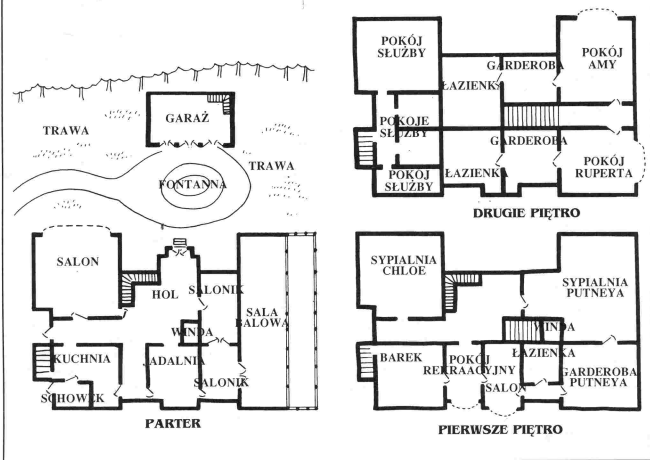 GARAŻ
TRAWA
TRAWA
FONTANNA
SALON
HOL
SALONIK
SALA
BALOWA
WINDA
KUCHNIA
JADALNIA
SALONIK
SCHOWEK
PARTER
POKÓJ
SŁUŻBY
GARDEROBA
POKÓJ
AMY
ŁAZIENKA
POKOJE
SŁUŻBY
GARDEROBA
POKÓJ
SŁUŻBY
ŁAZIENKA
POKÓJ
RUPERTA
DRUGIE PIĘTRO
SYPIALNIA
CHLOE
SYPIALNIA
PUTNEYA
WINDA
BAREK
POKÓJ
REKRAACYJNY
ŁAZIENKA
SALON
GARDEROBA
PUTNEYA
PIERWSZE PIĘTRO